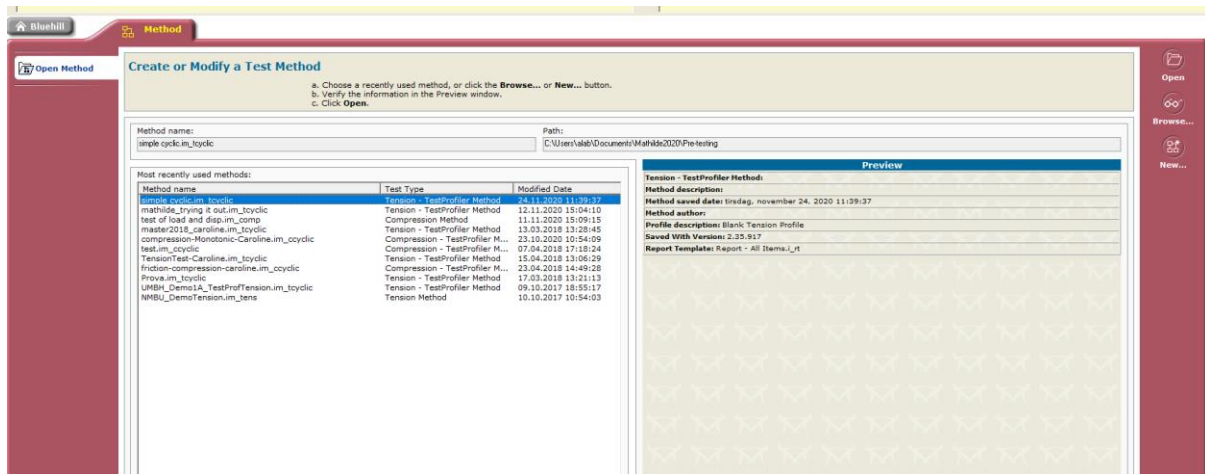 Bluehill
Method
Open Method
Create or Modify a Test Method
a. Choose a recently used method, or click the Browse... or New... button.
b. Verify the information in the Preview window.
c. Click Open.
Method name:
simple cyclic.im_tcyclic
Path:
C:\Users\alab\Documents\Mathilde2020\Pre-testing
Most recently used methods:
Method name Test Type Modified Date
simple cyclic.im_tcyclic Tension - TestProfiler Method 24.11.2020 11:39:37
mathilde_trying it out.im_tcyclic Tension - TestProfiler Method 12.11.2020 15:04:10
test of load and disp.im_comp Compression Method 11.11.2020 15:09:15
master2018_caroline.im_tcyclic Tension - TestProfiler Method 13.03.2018 13:28:45
compression-Monotonic-Caroline.im_ccyclic Compression - TestProfiler M... 23.10.2020 10:54:09
test.im_ccyclic Compression - TestProfiler M... 07.04.2018 17:18:24
TensionTest-Caroline.im_tcyclic Tension - TestProfiler Method 15.04.2018 13:06:29
friction-compression-caroline.im_ccyclic Compression - TestProfiler M... 23.04.2018 14:49:28
Prova.im_tcyclic Tension - TestProfiler Method 17.03.2018 13:21:13
UMBH_Demo1A_TestProfTension.im_tcyclic Tension - TestProfiler Method 09.10.2017 18:55:17
NMBU_DemoTension.im_tens Tension Method 10.10.2017 10:54:03
Preview
Tension - TestProfiler Method:
Method description:
Method saved date: tirsdag, november 24, 2020 11:39:37
Method author:
Profile description: Blank Tension Profile
Saved With Version: 2.35.917
Report Template: Report - All Items.i_rt
Open
Browse...
New...